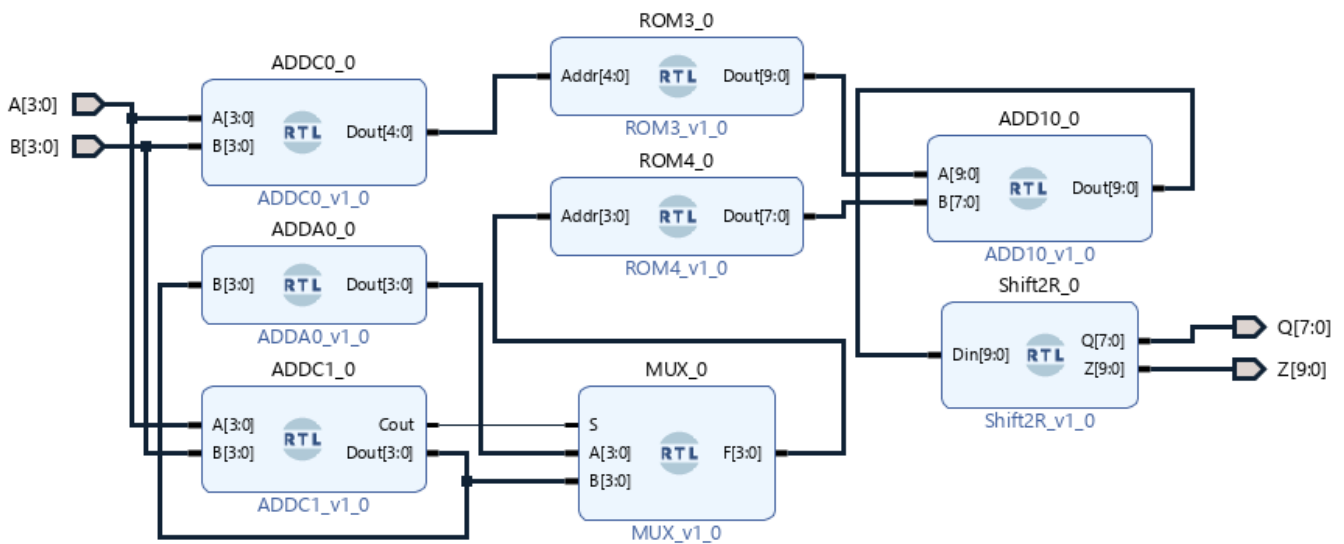 A[3:0]
B[3:0]
ADDC0_0
A[3:0]
B[3:0]
RTL
Dout[4:0]
ADDC0_v1_0
ADDA0_0
B[3:0]
RTL
Dout[3:0]
ADDA0_v1_0
ADDC1_0
A[3:0]
B[3:0]
RTL
Cout
Dout[3:0]
ADDC1_v1_0
ROM3_0
Addr[4:0]
RTL
Dout[9:0]
ROM3_v1_0
ROM4_0
Addr[3:0]
RTL
Dout[7:0]
ROM4_v1_0
MUX_0
S
A[3:0]
B[3:0]
RTL
F[3:0]
MUX_v1_0
ADD10_0
A[9:0]
B[7:0]
RTL
Dout[9:0]
ADD10_v1_0
Shift2R_0
Din[9:0]
RTL
Q[7:0]
Z[9:0]
Shift2R_v1_0
Q[7:0]
Z[9:0]